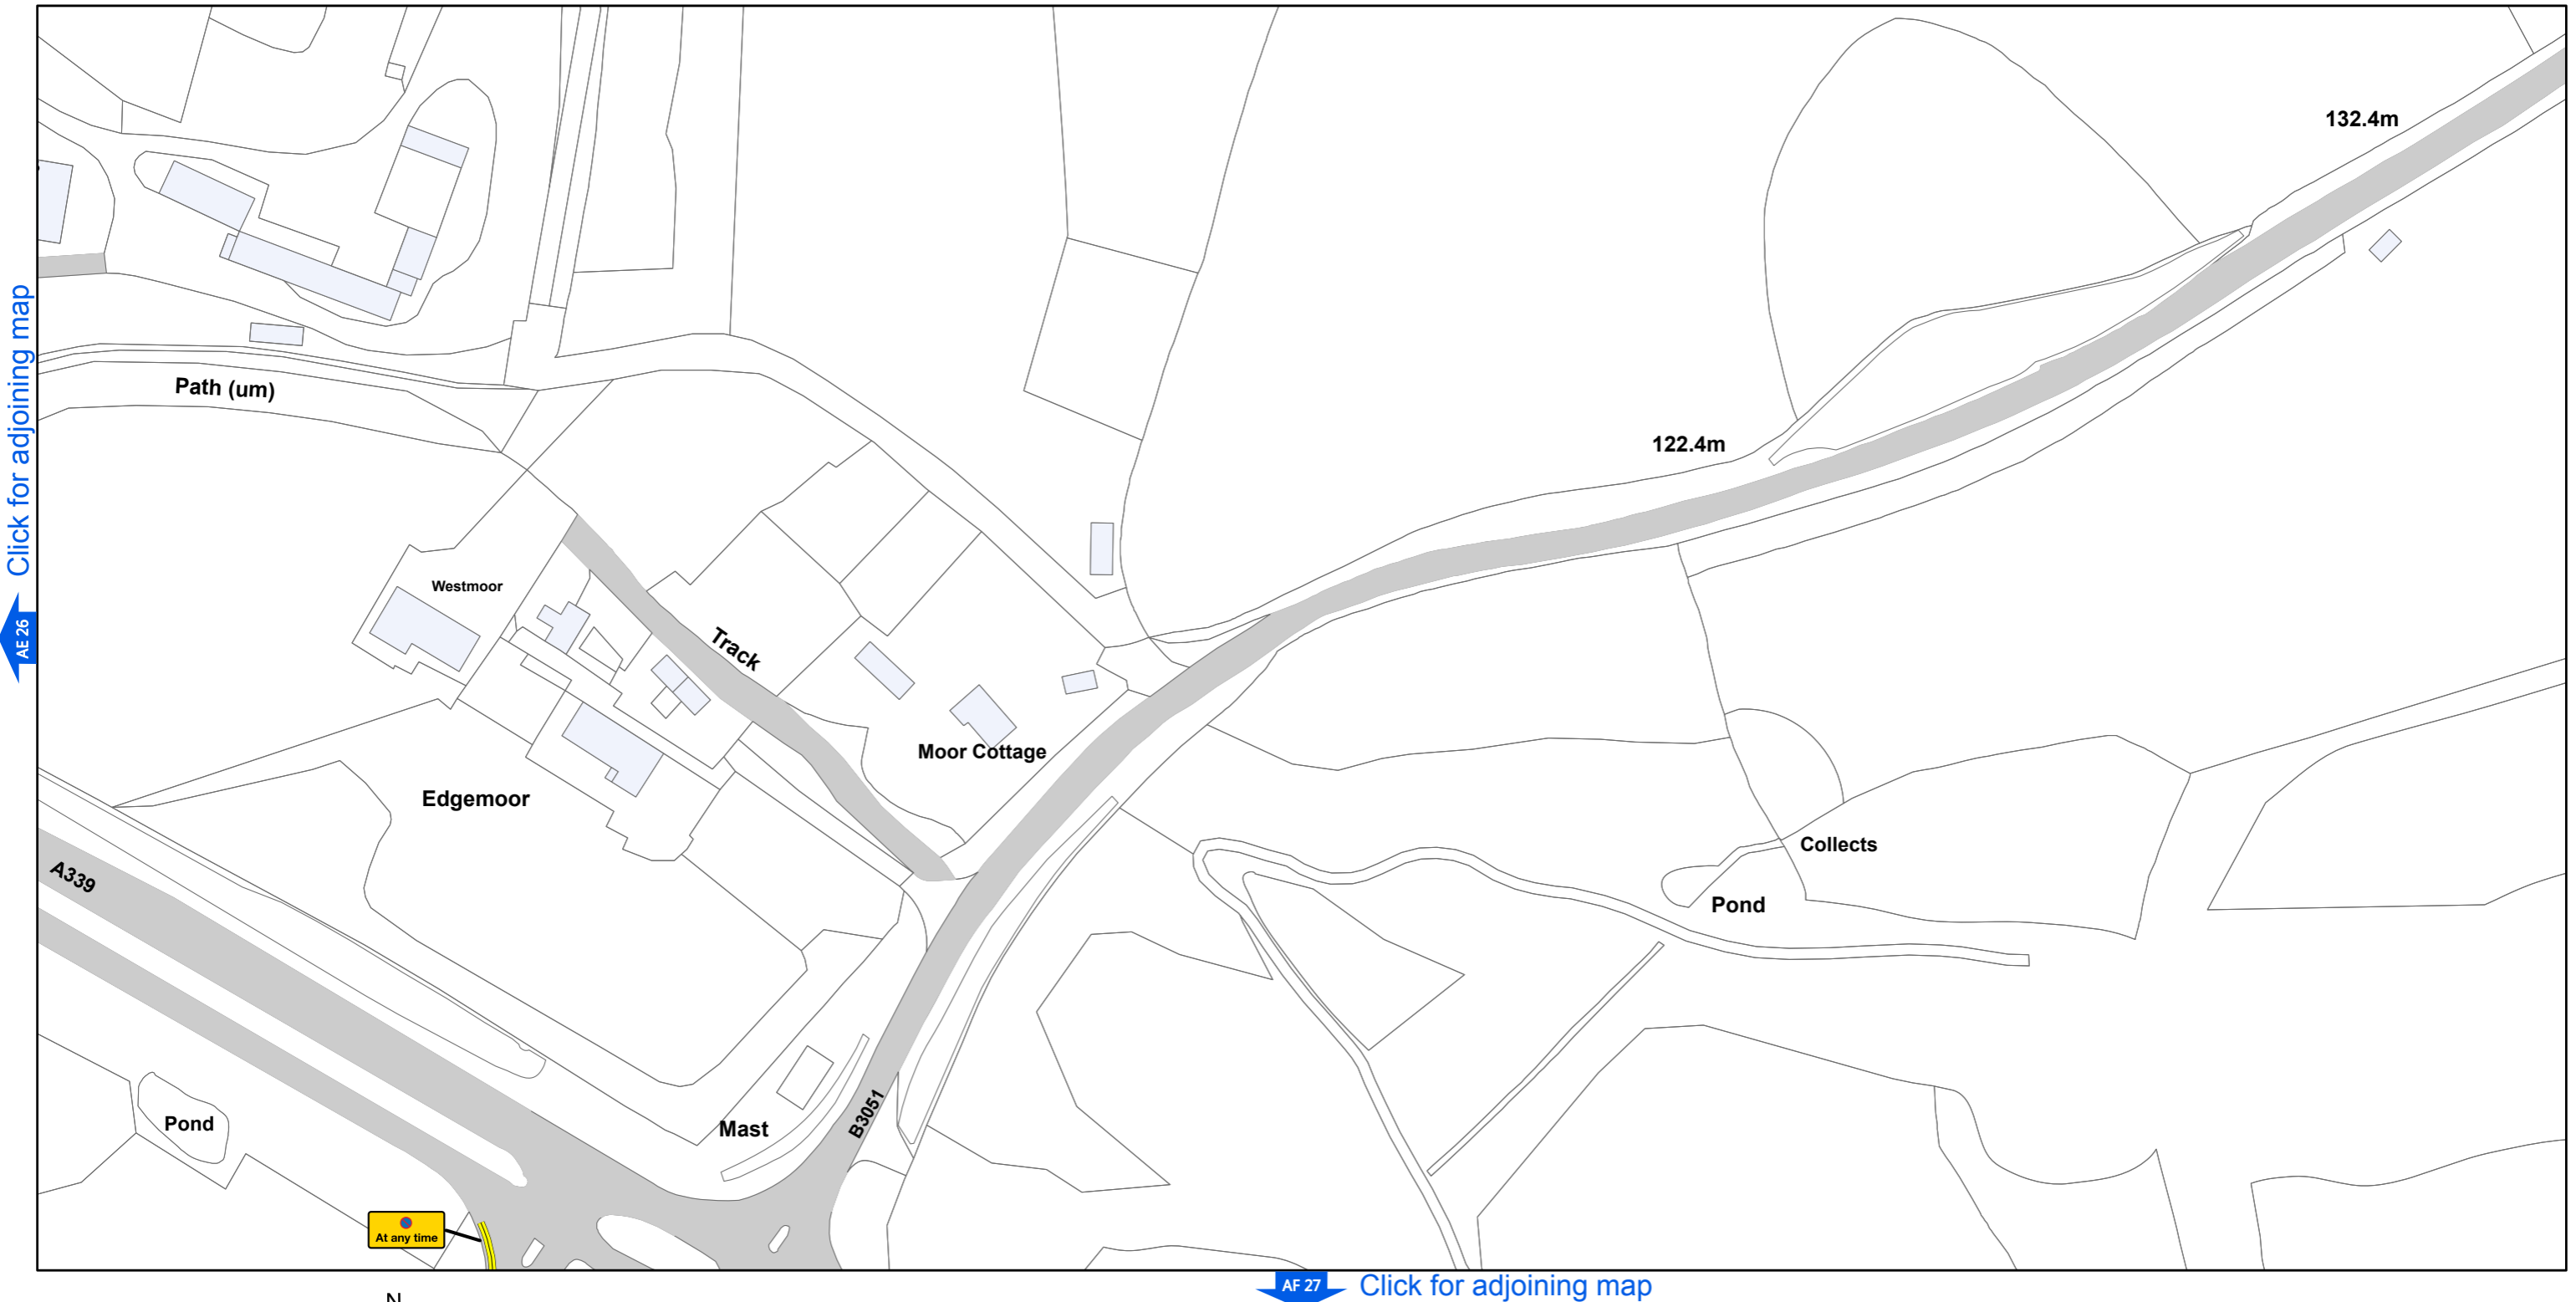 132.4m
122.4m
Path (um)
Click for adjoining map
AE 26
Westmoor
Track
Moor Cottage
Edgemoor
Collects
A339
Pond
Pond
Mast
B3051
At any time
AF 27
Click for adjoining map
N